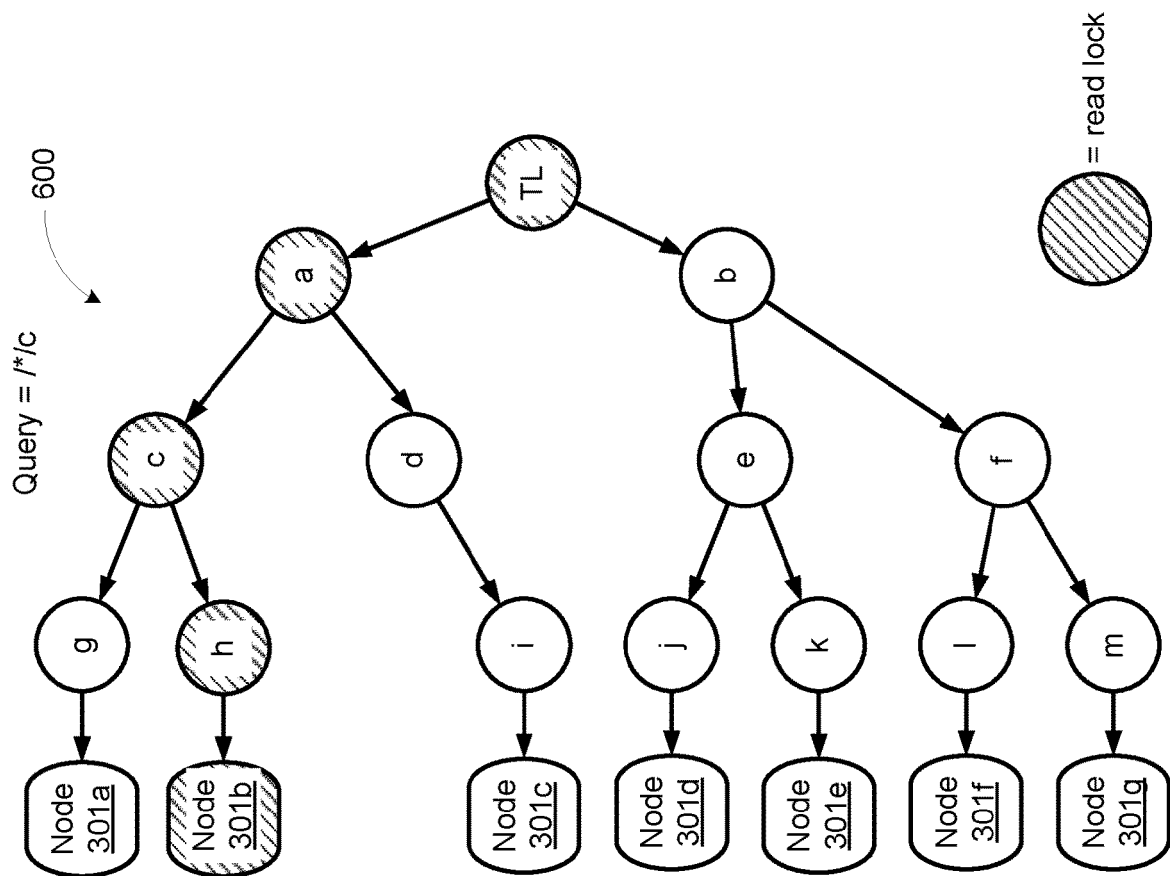 Query = /*/c
600
Node
301a
g
c
Node
301b
h
a
d
Node
301c
i
TL
Node
301d
j
e
b
Node
301e
k
Node
301f
l
f
Node
301g
m
= read lock